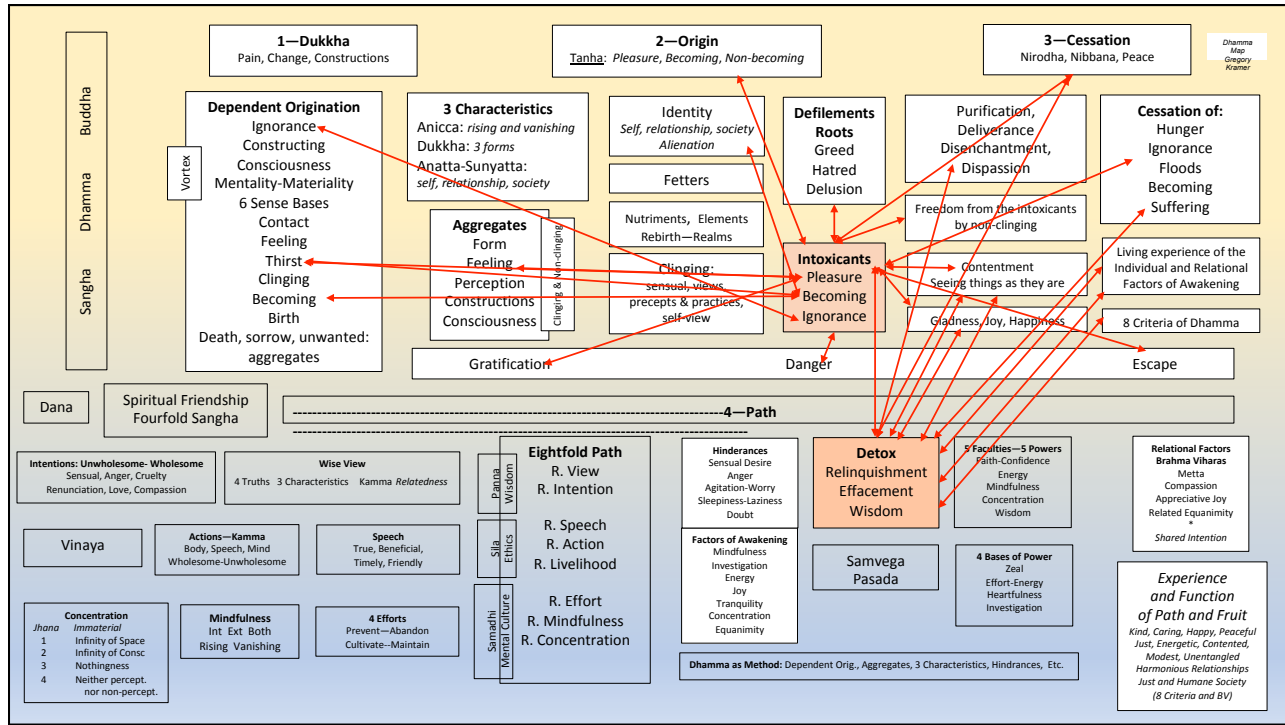 1—Dukkha
Pain, Change, Constructions
2—Origin
Tanha: Pleasure, Becoming, Non-becoming
3—Cessation
Nirodha, Nibbana, Peace
Dhamma
Map
Gregory
Kramer
Buddha
Dhamma
Sangha
Vortex
Dependent Origination
Ignorance
Constructing
Consciousness
Mentality-Materiality
6 Sense Bases
Contact
Feeling
Thirst
Clinging
Becoming
Birth
Death, sorrow, unwanted:
aggregates
3 Characteristics
Anicca: rising and vanishing
Dukkha: 3 forms
Anatta-Sunyatta:
self, relationship, society
Aggregates
Form
Feeling
Perception
Constructions
Consciousness
Clinging & Non-clinging
Identity
Self, relationship, society
Alienation
Fetters
Nutriments, Elements
Rebirth—Realms
Clinging:
sensual, views,
precepts & practices,
self-view
Defilements
Roots
Greed
Hatred
Delusion
Intoxicants
Pleasure
Becoming
Ignorance
Purification,
Deliverance
Disenchantment,
Dispassion
Freedom from the intoxicants
by non-clinging
Contentment
Seeing things as they are
Gladness, Joy, Happiness
Cessation of:
Hunger
Ignorance
Floods
Becoming
Suffering
Living experience of the
Individual and Relational
Factors of Awakening
8 Criteria of Dhamma
Gratification Danger Escape
Dana
Spiritual Friendship
Fourfold Sangha
----------------------------------------------------------------------4—Path
------------------------------------------------------------------------
Intentions: Unwholesome- Wholesome
Sensual, Anger, Cruelty
Renunciation, Love, Compassion
Wise View
4 Truths 3 Characteristics Kamma Relatedness
Vinaya
Actions—Kamma
Body, Speech, Mind
Wholesome-Unwholesome
Speech
True, Beneficial,
Timely, Friendly
Concentration
Jhana Immaterial
1 Infinity of Space
2 Infinity of Consc
3 Nothingness
4 Neither percept.
nor non-percept.
Mindfulness
Int Ext Both
Rising Vanishing
4 Efforts
Prevent—Abandon
Cultivate--Maintain
Panna
Wisdom
Sila
Ethics
Samadhi
Mental Culture
Eightfold Path
R. View
R. Intention
R. Speech
R. Action
R. Livelihood
R. Effort
R. Mindfulness
R. Concentration
Hinderances
Sensual Desire
Anger
Agitation-Worry
Sleepiness-Laziness
Doubt
Factors of Awakening
Mindfulness
Investigation
Energy
Joy
Tranquility
Concentration
Equanimity
Detox
Relinquishment
Effacement
Wisdom
Samvega
Pasada
5 Faculties—5 Powers
Faith-Confidence
Energy
Mindfulness
Concentration
Wisdom
4 Bases of Power
Zeal
Effort-Energy
Heartfulness
Investigation
Dhamma as Method: Dependent Orig., Aggregates, 3 Characteristics, Hindrances, Etc.
Relational Factors
Brahma Viharas
Metta
Compassion
Appreciative Joy
Related Equanimity
*
Shared Intention
Experience
and Function
of Path and Fruit
Kind, Caring, Happy, Peaceful
Just, Energetic, Contented,
Modest, Unentangled
Harmonious Relationships
Just and Humane Society
(8 Criteria and BV)